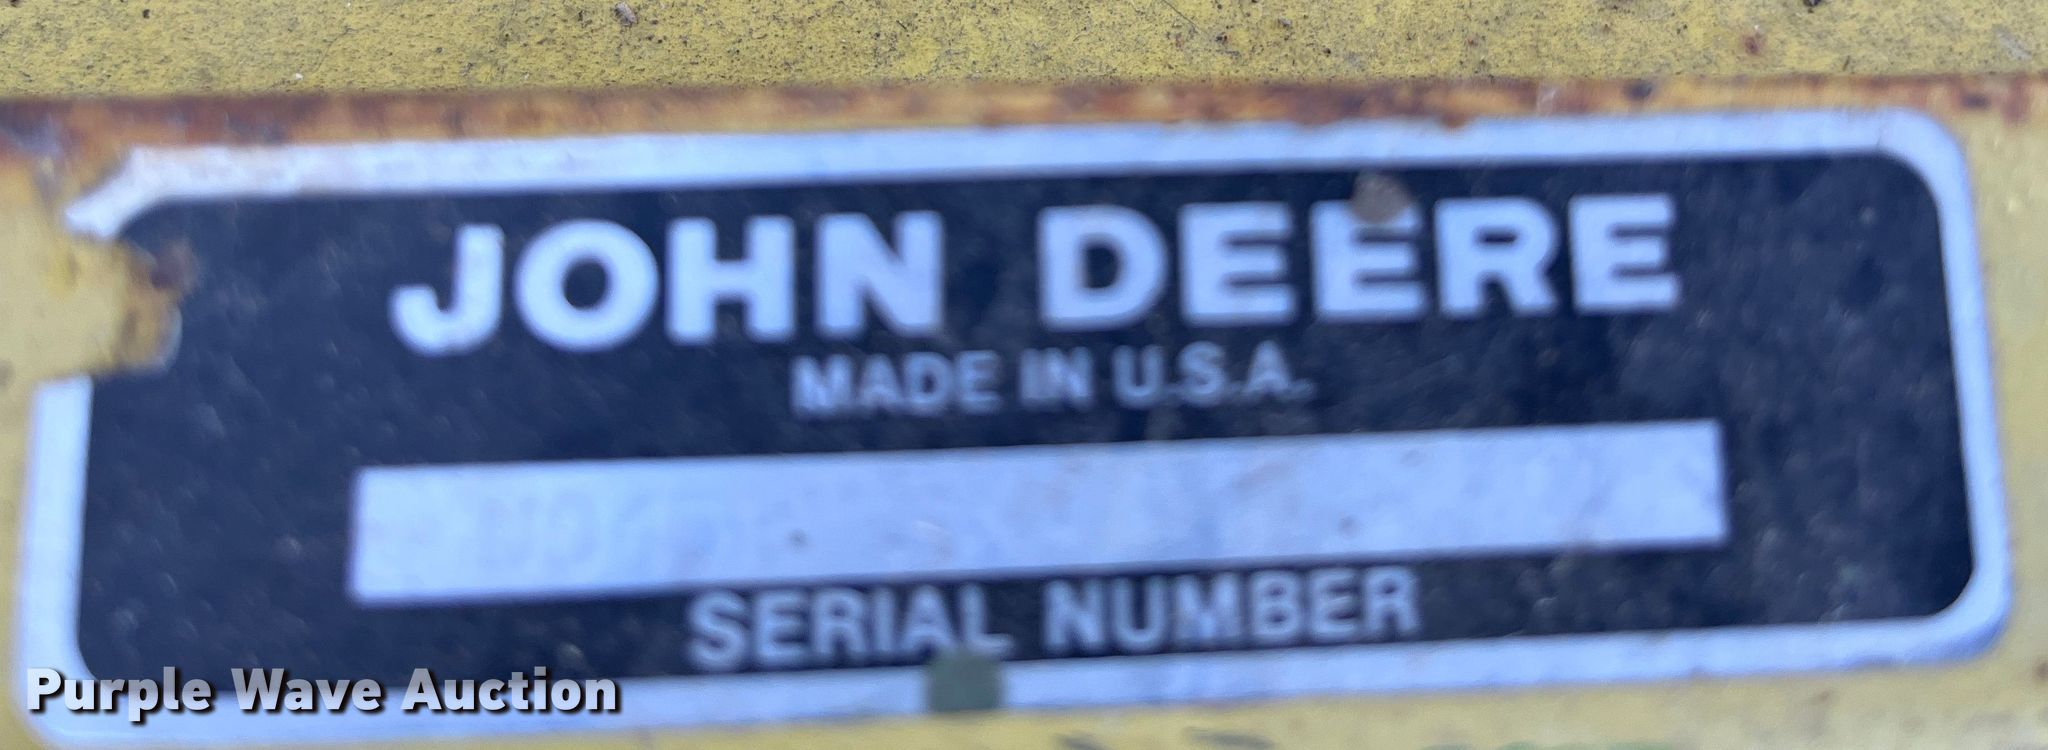 JOHN DEERE
MADE IN U.S.A.
SERIAL NUMBER
Purple Wave Auction